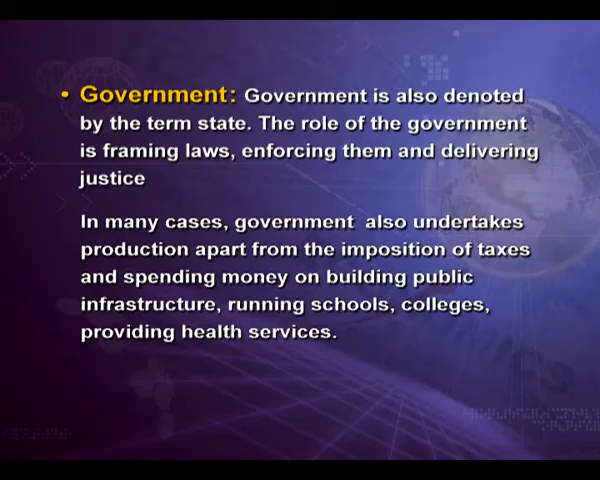 • Government: Government is also denoted
by the term state. The role of the government
is framing laws, enforcing them and delivering
justice
In many cases, government also undertakes
production apart from the imposition of taxes
and spending money on building public
infrastructure, running schools, colleges,
providing health services.